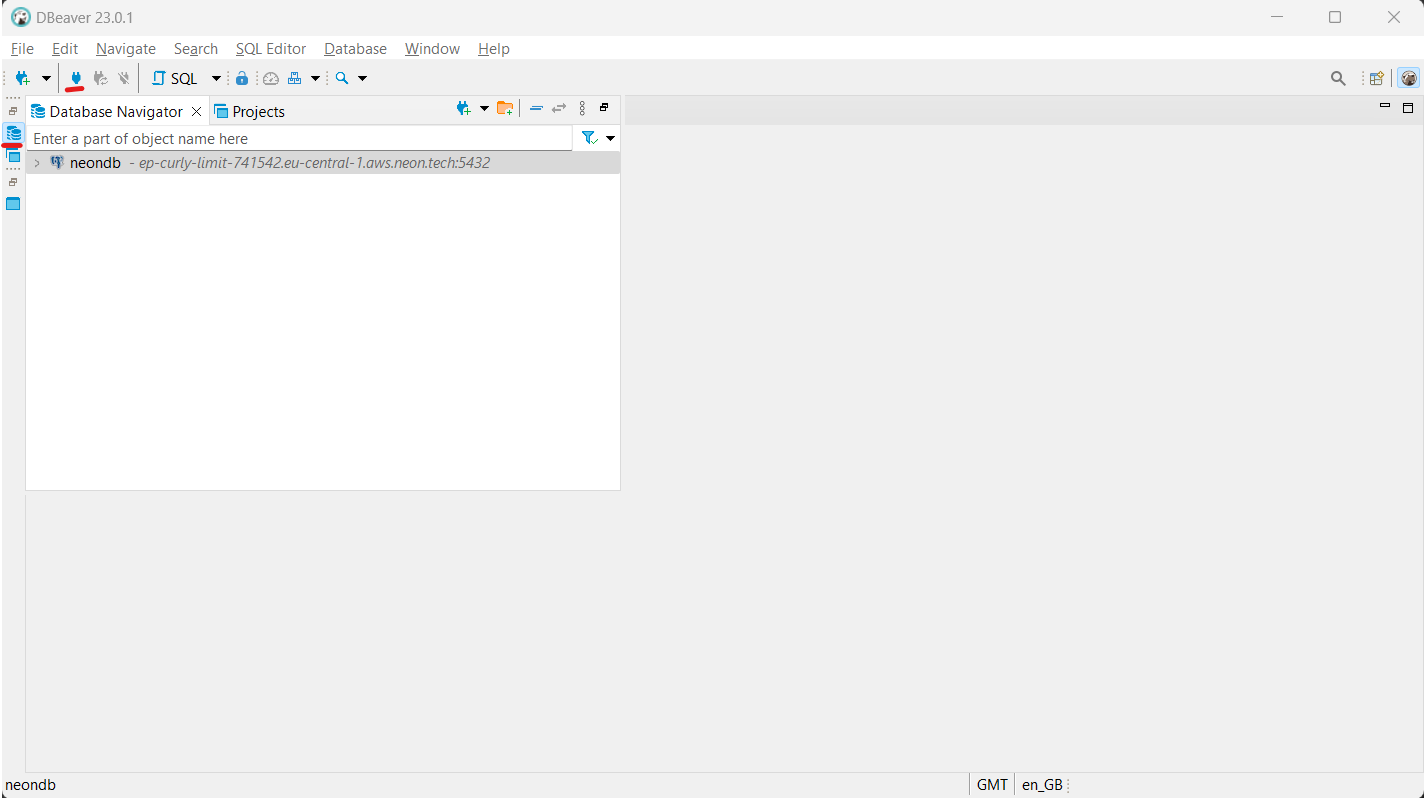 DBeaver 23.0.1
File Edit Navigate Search SQL Editor Database Window Help
SQL
Database Navigator Projects
Enter a part of object name here
neondb - ep-curly-limit-741542.eu-central-1.aws.neon.tech:5432
neondb GMT en_GB